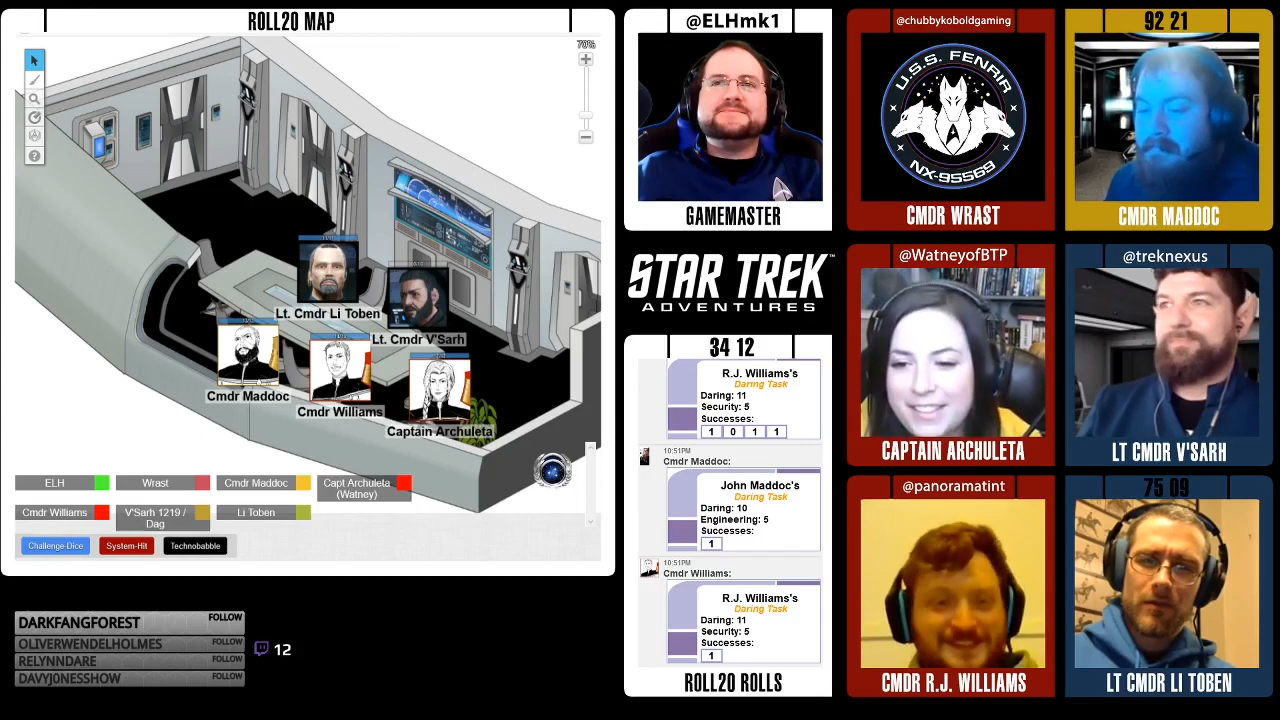 ROLL20 MAP
70%
Lt. Cmdr Li Toben
Lt. Cmdr V'Sarh
Cmdr Maddoc
Cmdr Williams
Captain Archuleta
ELH
Wrast
Cmdr Maddoc
Capt Archuleta
(Watney)
Cmdr Williams
V'Sarh 1219 /
Dag
Li Toben
Challenge-Dice
System-Hit
Technobabble
DARKFANGFOREST
FOLLOW
OLIVERWENDELHOLMES
FOLLOW
RELYNNDARE
FOLLOW
DAVYJ0NESSHOW
FOLLOW
12
@ELHmk1
GAMEMASTER
STAR TREK
ADVENTURES
34 12
R.J. Williams's
Daring Task
Daring: 11
Security: 5
Successes:
1 0 1 1
10:51PM
Cmdr Maddoc:
John Maddoc's
Daring Task
Daring: 10
Engineering: 5
Successes:
1
10:51PM
Cmdr Williams:
R.J. Williams's
Daring Task
Daring: 11
Security: 5
Successes:
1
ROLL20 ROLLS
@chubbykoboldgaming
U.S.S. FENRIR
NX-95569
CMDR WRAST
92 21
CMDR MADDOC
@WatneyofBTP
CAPTAIN ARCHULETA
@treknexus
LT CMDR V'SARH
@panoramatint
CMDR R.J. WILLIAMS
75 09
LT CMDR LI TOBEN